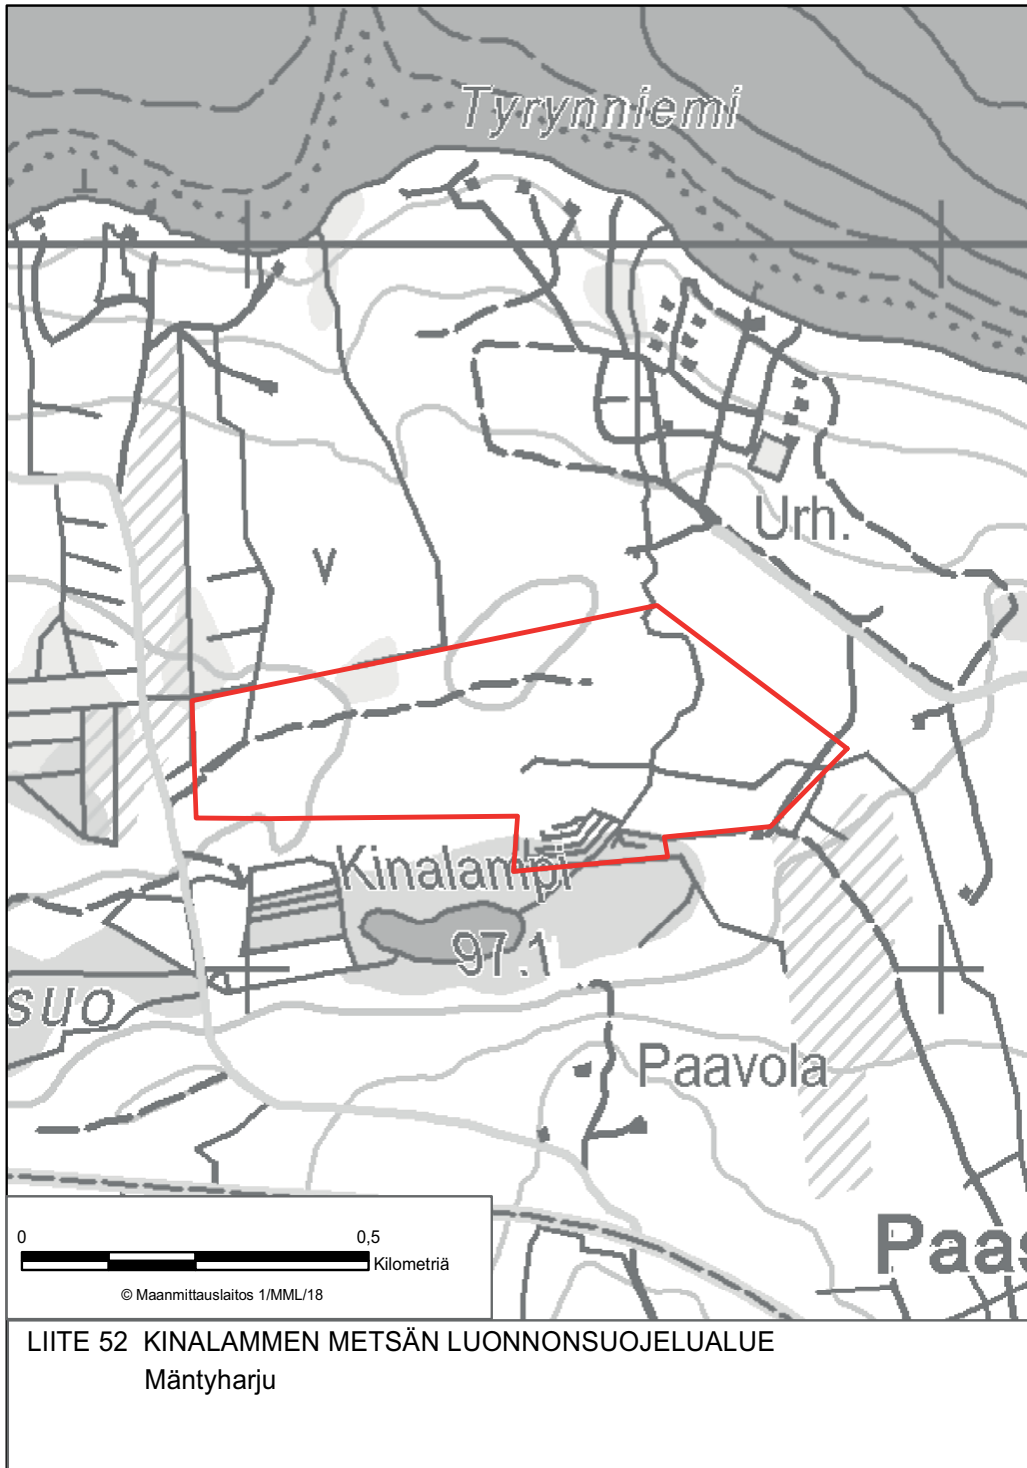 Tyrynniemi
Urh.
V
Kinalampi
97.1
suo
Paavola
Paas
0 0,5
Kilometriä
© Maanmittauslaitos 1/MML/18
LIITE 52 KINALAMMEN METSÄN LUONNONSUOJELUALUE
Mäntyharju